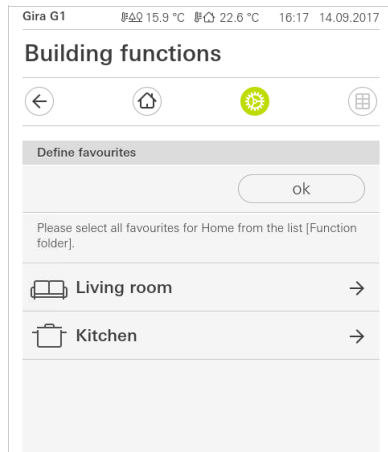 Gira G1 15.9 °C 22.6 °C 16:17 14.09.2017
Building functions
Define favourites
ok
Please select all favourites for Home from the list [Function
folder].
Living room
Kitchen